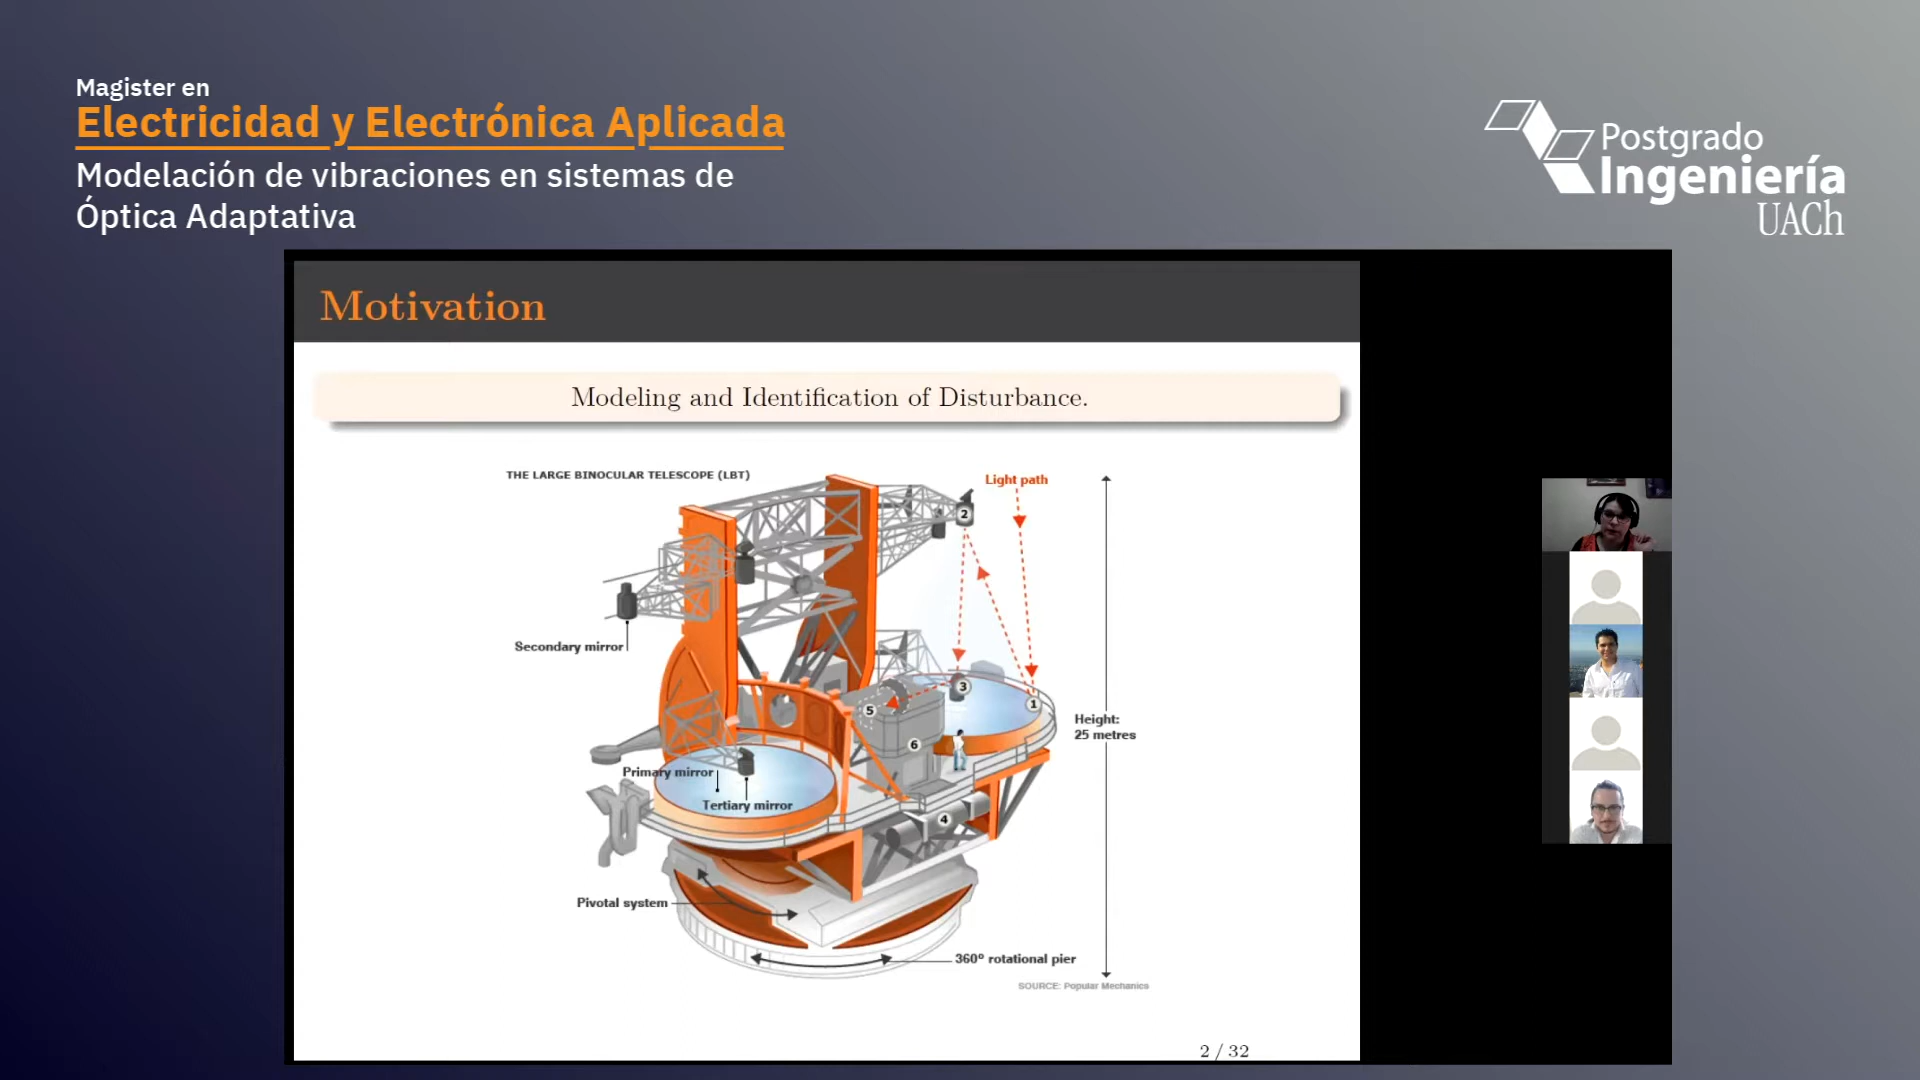 Magister en
Electricidad y Electrónica Aplicada
Modelación de vibraciones en sistemas de
Óptica Adaptativa
Postgrado
Ingeniería
UACh
Motivation
Modeling and Identification of Disturbance.
THE LARGE BINOCULAR TELESCOPE (LBT)
Light path
2
Secondary mirror
3
5
1
Height:
25 metres
6
Primary mirror
Tertiary mirror
4
Pivotal system
360º rotational pier
SOURCE: Popular Mechanics
2 / 32